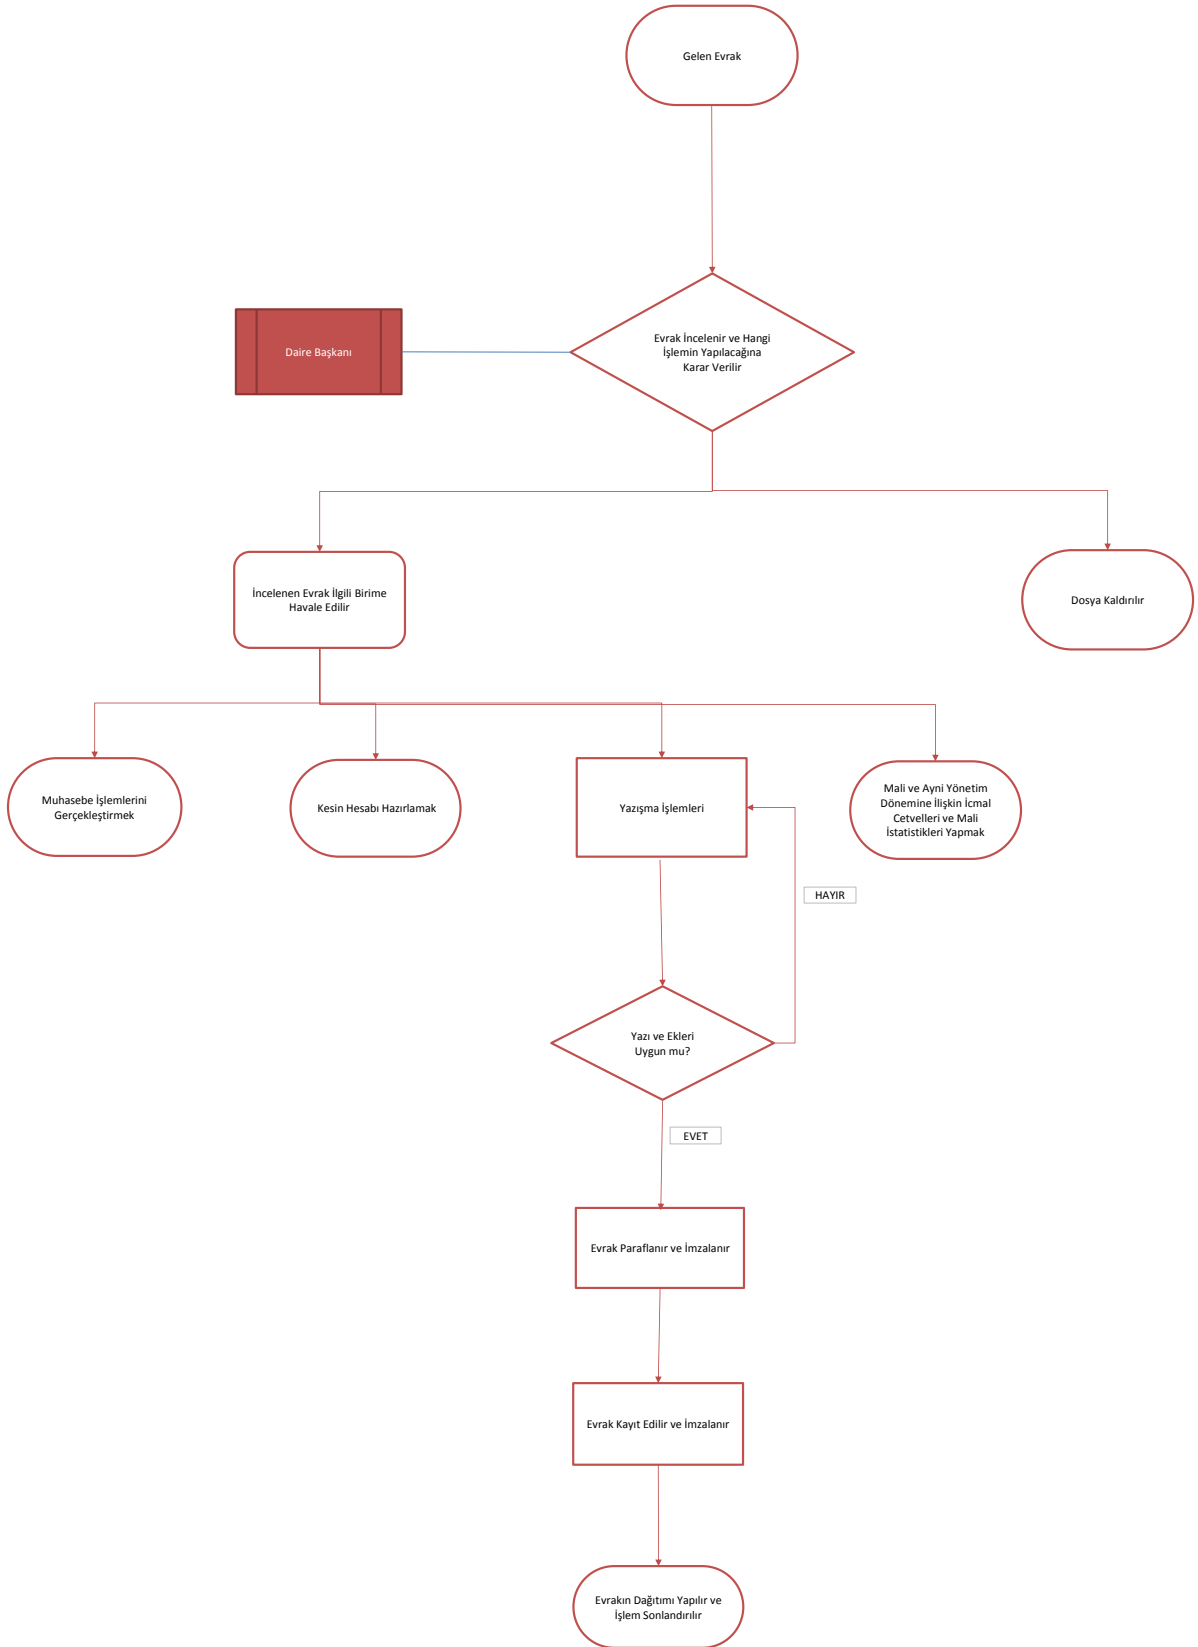 Gelen Evrak
Daire Başkanı
Evrak İncelenir ve Hangi
İşlemin Yapılacağına
Karar Verilir
İncelenen Evrak İlgili Birime
Havale Edilir
Dosya Kaldırılır
Muhasebe İşlemlerini
Gerçekleştirmek
Kesin Hesabı Hazırlamak
Yazışma İşlemleri
Mali ve Ayni Yönetim
Dönemine İlişkin İcmal
Cetvelleri ve Mali
İstatistikleri Yapmak
HAYIR
Yazı ve Ekleri
Uygun mu?
EVET
Evrak Paraflanır ve İmzalanır
Evrak Kayıt Edilir ve İmzalanır
Evrakın Dağıtımı Yapılır ve
İşlem Sonlandırılır